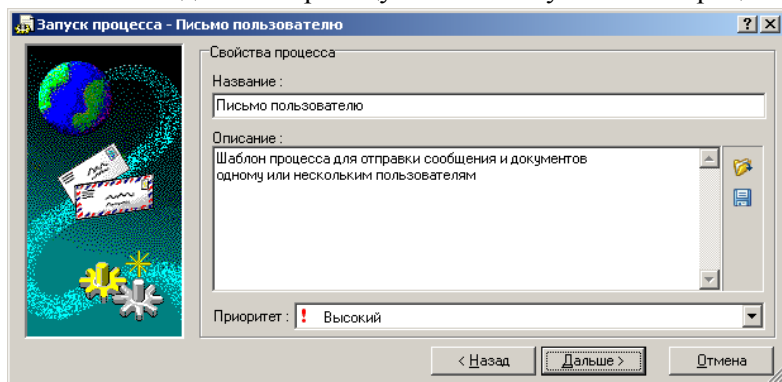 Запуск процесса - Письмо пользователю
Свойства процесса
Название :
Письмо пользователю
Описание :
Шаблон процесса для отправки сообщения и документов
одному или нескольким пользователям
Приоритет : ! Высокий
< Назад Дальше > Отмена